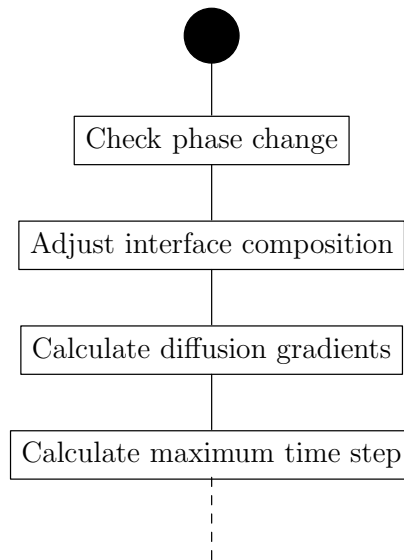 Check phase change
Adjust interface composition
Calculate diffusion gradients
Calculate maximum time step